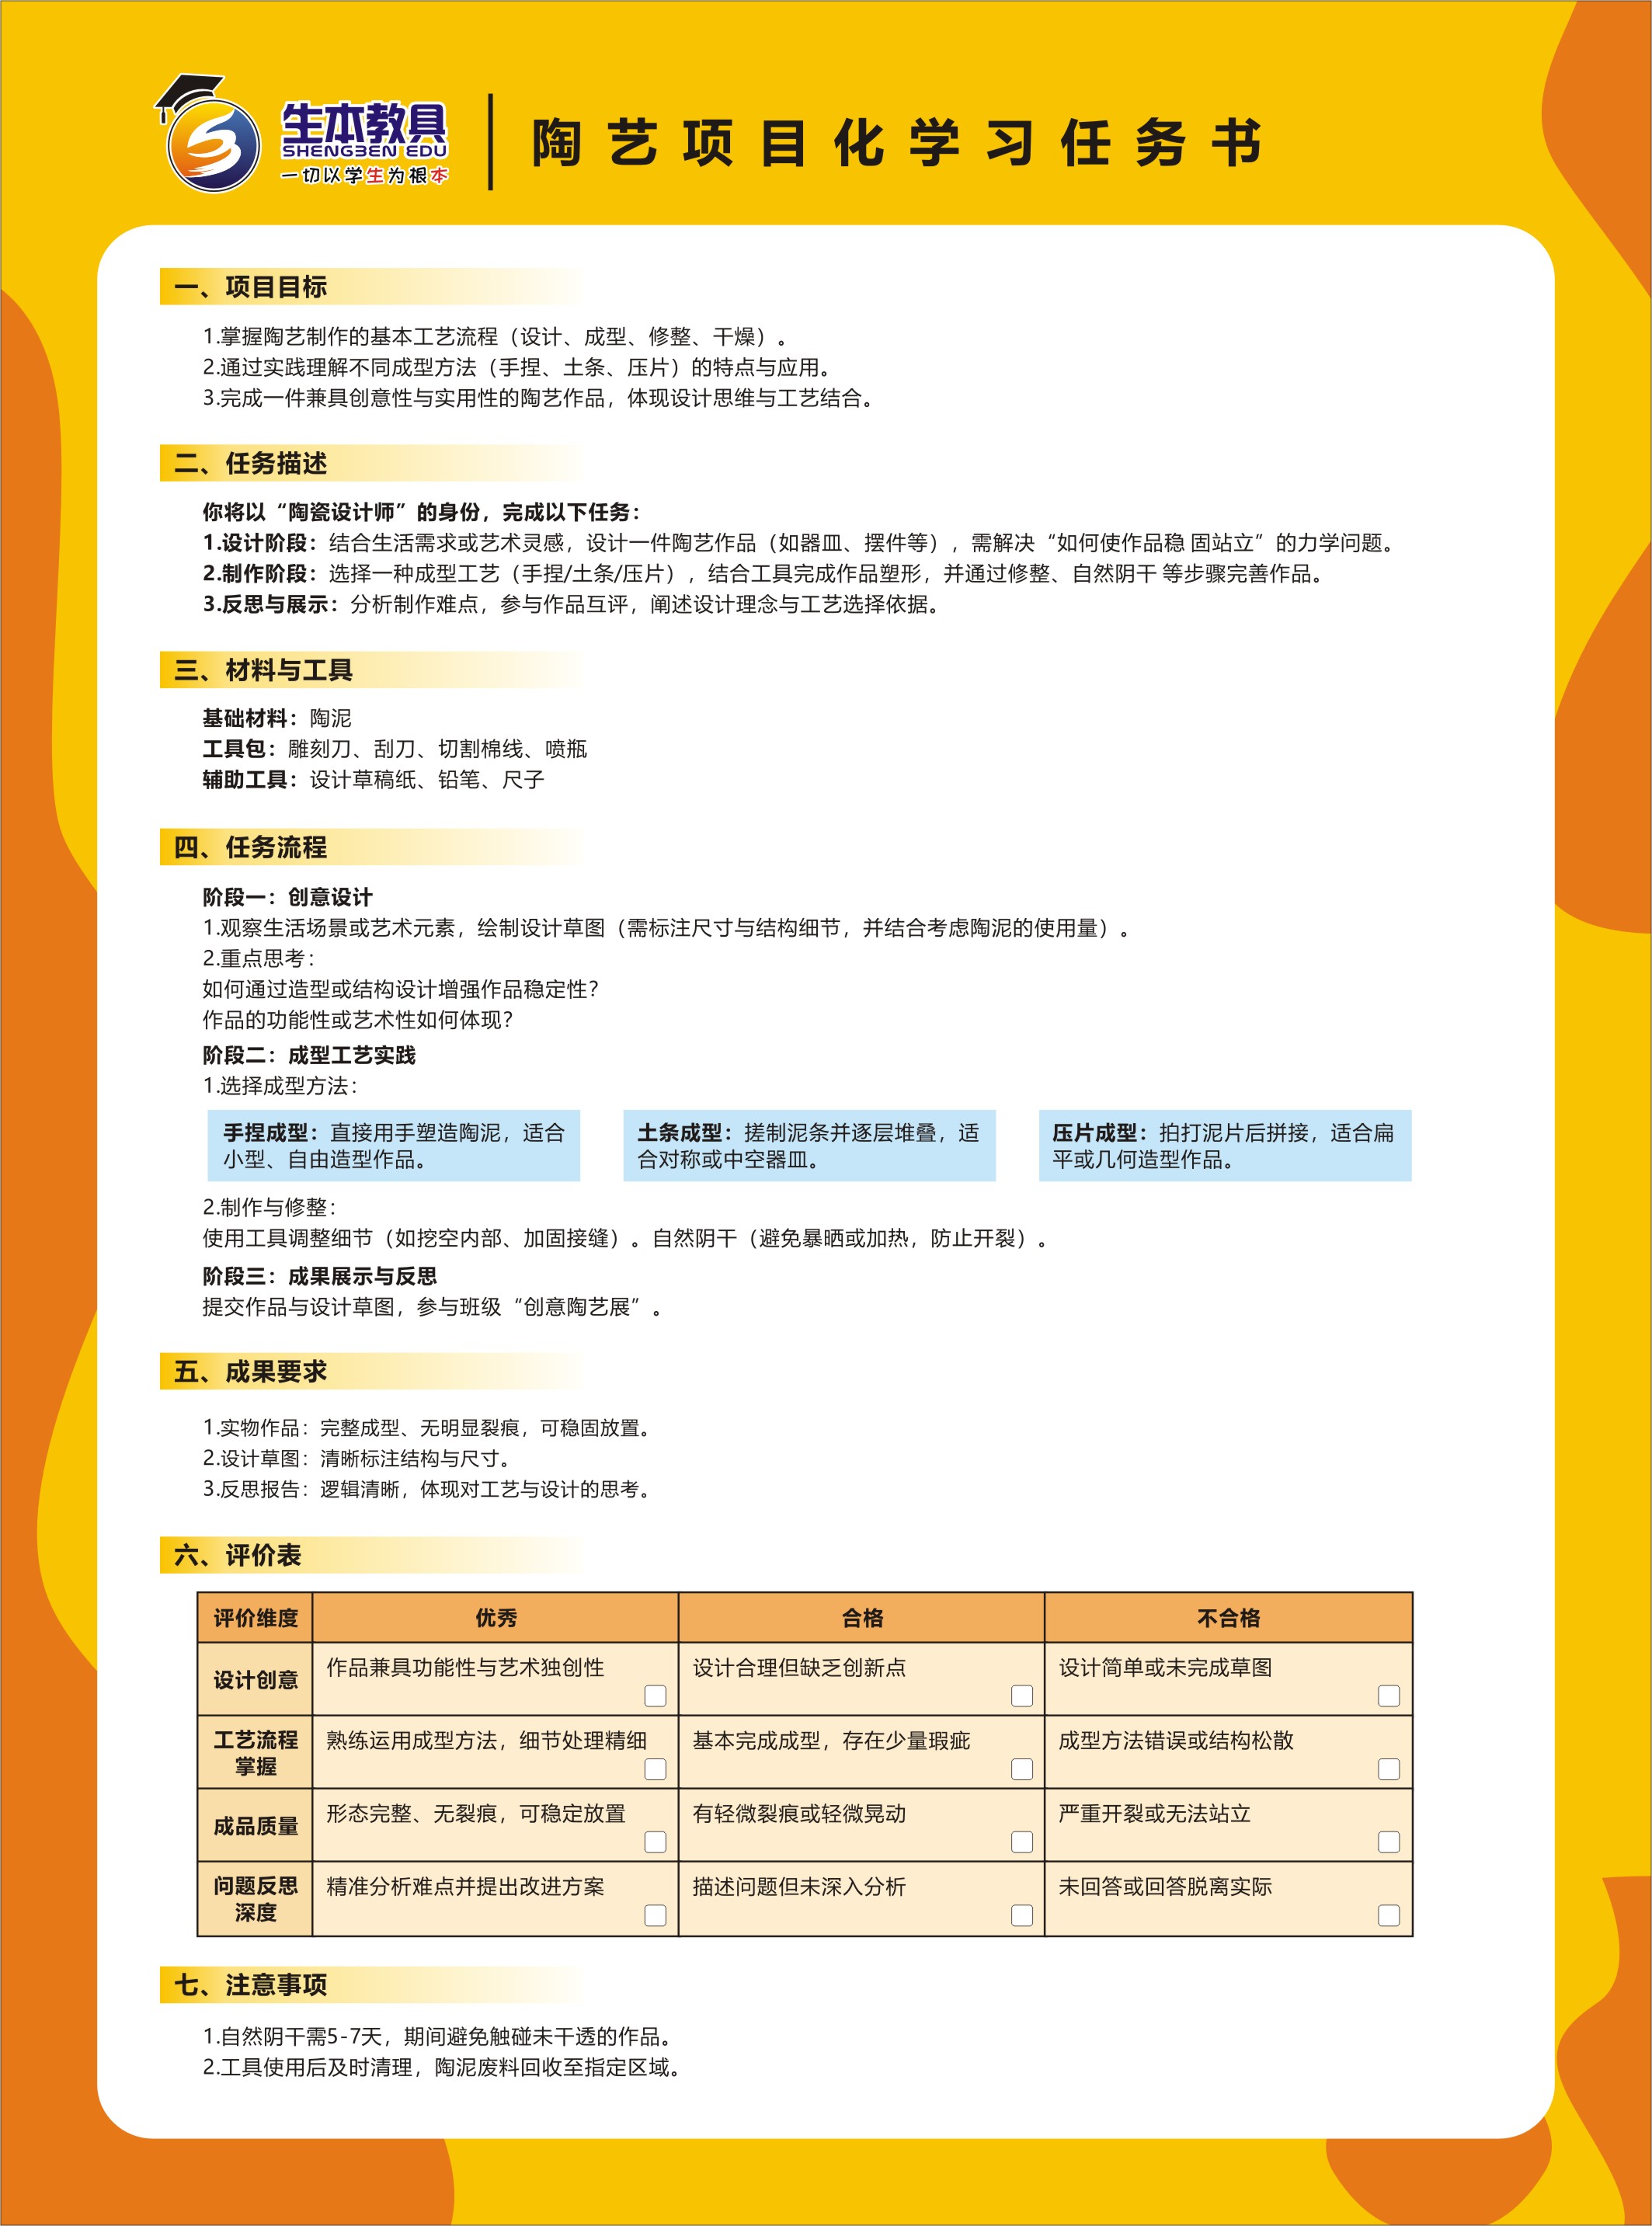 生本教具
SHENGBEN EDU
一切以学生为根本
陶艺项目化学习任务书
一、项目目标
1.掌握陶艺制作的基本工艺流程（设计、成型、修整、干燥）。
2.通过实践理解不同成型方法（手捏、土条、压片）的特点与应用。
3.完成一件兼具创意性与实用性的陶艺作品，体现设计思维与工艺结合。
二、任务描述
你将以“陶瓷设计师”的身份，完成以下任务：
1.设计阶段：结合生活需求或艺术灵感，设计一件陶艺作品（如器皿、摆件等），需解决“如何使作品稳 固站立”的力学问题。
2.制作阶段：选择一种成型工艺（手捏/土条/压片），结合工具完成作品塑形，并通过修整、自然阴干 等步骤完善作品。
3.反思与展示：分析制作难点，参与作品互评，阐述设计理念与工艺选择依据。
三、材料与工具
基础材料：陶泥
工具包：雕刻刀、刮刀、切割棉线、喷瓶
辅助工具：设计草稿纸、铅笔、尺子
四、任务流程
阶段一：创意设计
1.观察生活场景或艺术元素，绘制设计草图（需标注尺寸与结构细节，并结合考虑陶泥的使用量）。
2.重点思考：
如何通过造型或结构设计增强作品稳定性？
作品的功能性或艺术性如何体现？
阶段二：成型工艺实践
1.选择成型方法：
手捏成型：直接用手塑造陶泥，适合
小型、自由造型作品。
土条成型：搓制泥条并逐层堆叠，适
合对称或中空器皿。
压片成型：拍打泥片后拼接，适合扁
平或几何造型作品。
2.制作与修整：
使用工具调整细节（如挖空内部、加固接缝）。自然阴干（避免暴晒或加热，防止开裂）。
阶段三：成果展示与反思
提交作品与设计草图，参与班级“创意陶艺展”。
五、成果要求
1.实物作品：完整成型、无明显裂痕，可稳固放置。
2.设计草图：清晰标注结构与尺寸。
3.反思报告：逻辑清晰，体现对工艺与设计的思考。
六、评价表
评价维度 优秀 合格 不合格
设计创意 作品兼具功能性与艺术独创性 设计合理但缺乏创新点 设计简单或未完成草图
工艺流程
掌握
熟练运用成型方法，细节处理精细 基本完成成型，存在少量瑕疵 成型方法错误或结构松散
成品质量 形态完整、无裂痕，可稳定放置 有轻微裂痕或轻微晃动 严重开裂或无法站立
问题反思
深度
精准分析难点并提出改进方案 描述问题但未深入分析 未回答或回答脱离实际
七、注意事项
1.自然阴干需5-7天，期间避免触碰未干透的作品。
2.工具使用后及时清理，陶泥废料回收至指定区域。